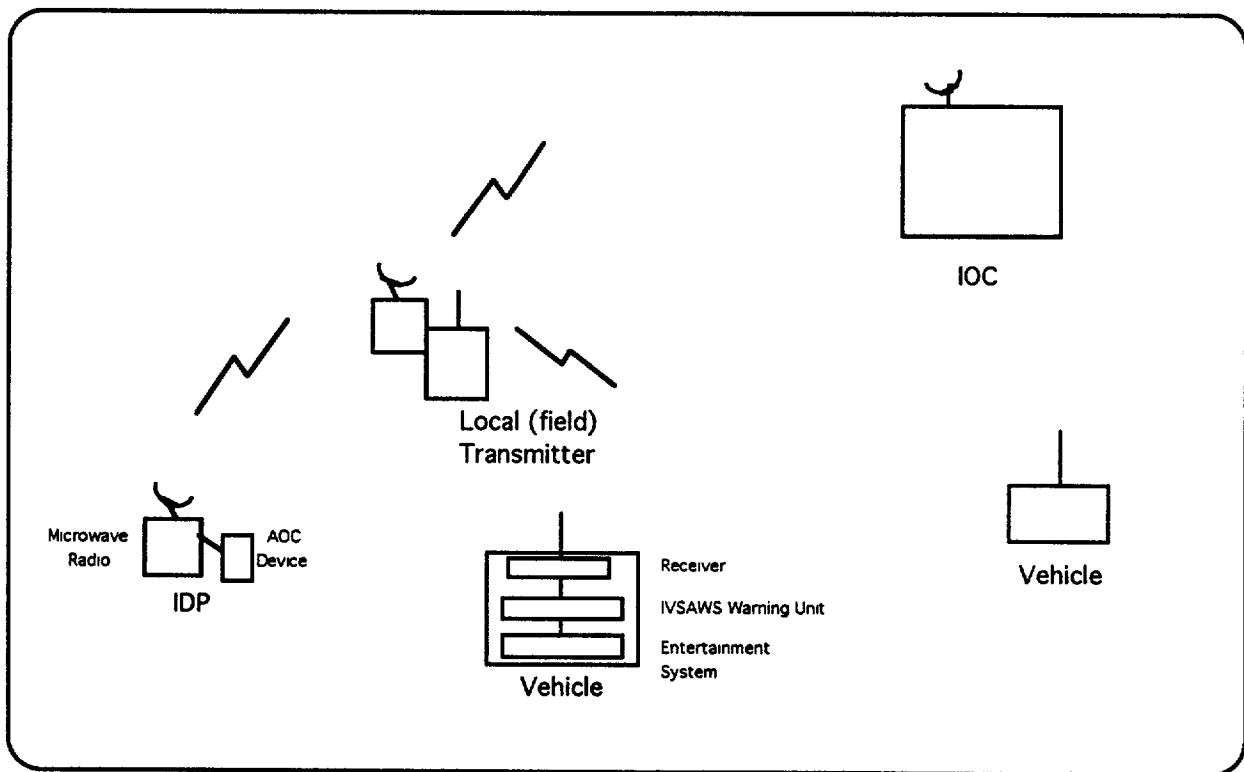 IOC
Local (field)
Transmitter
Microwave
Radio
AOC
Device
IDP
Receiver
IVSAWS Warning Unit
Entertainment
System
Vehicle
Vehicle